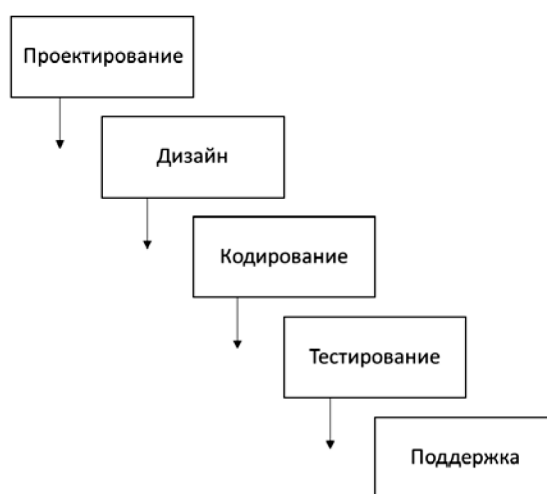 Проектирование
Дизайн
Кодирование
Тестирование
Поддержка